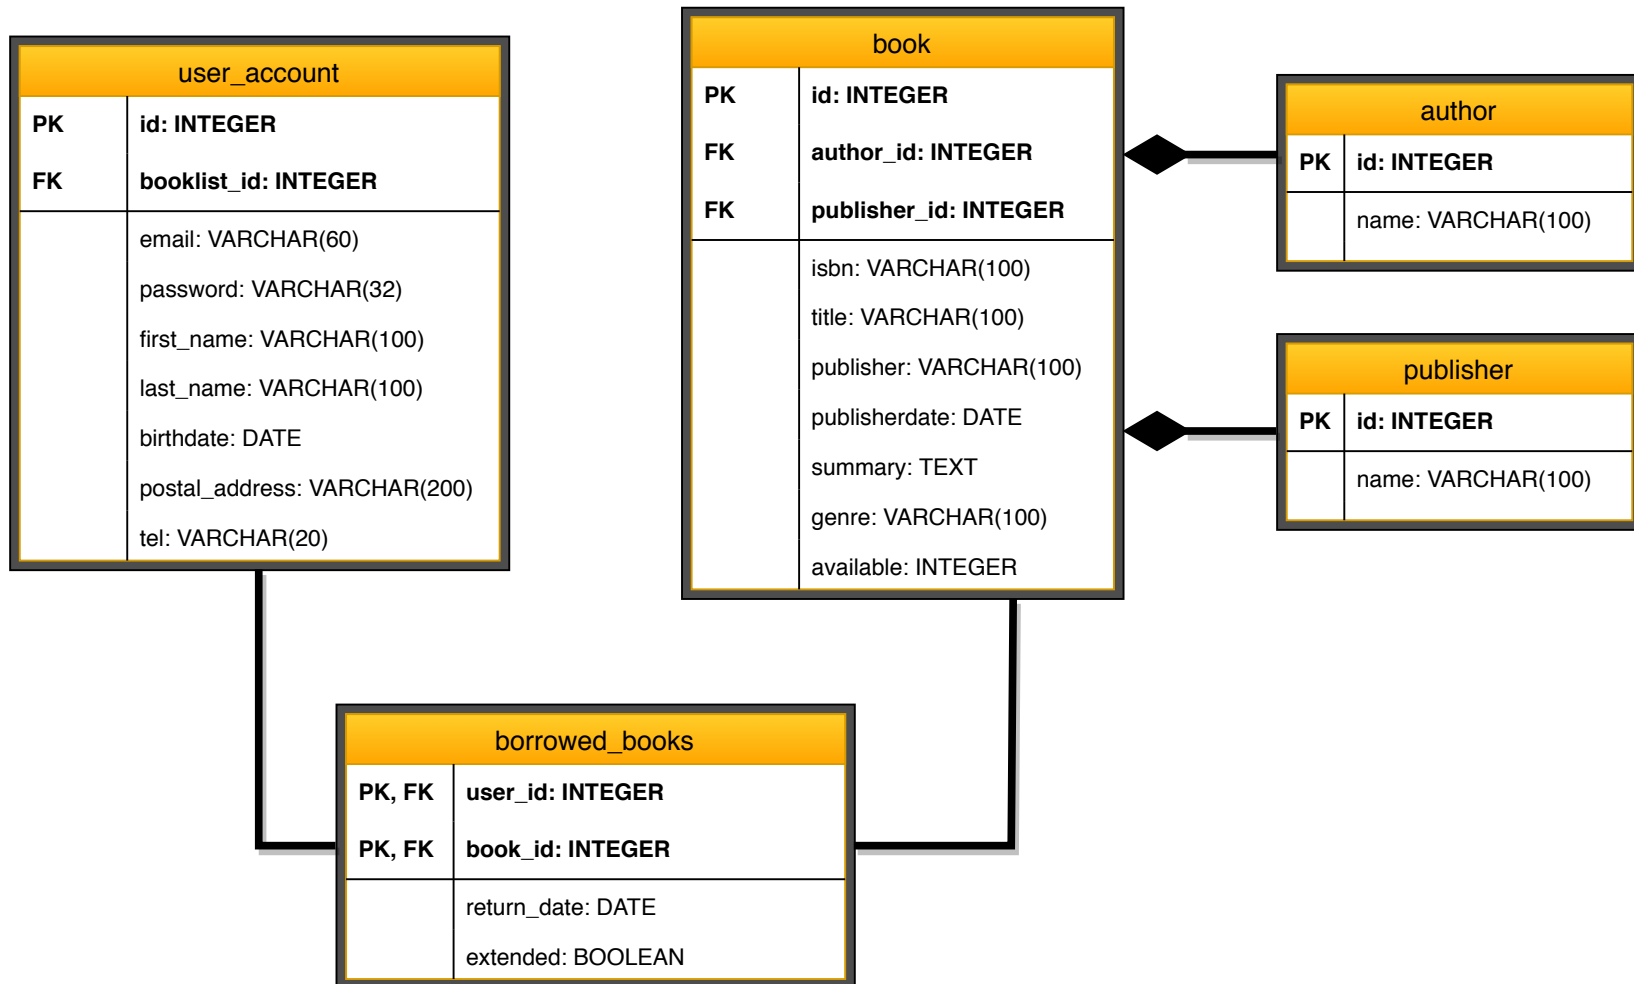 user_account
PK id: INTEGER
FK booklist_id: INTEGER
email: VARCHAR(60)
password: VARCHAR(32)
first_name: VARCHAR(100)
last_name: VARCHAR(100)
birthdate: DATE
postal_address: VARCHAR(200)
tel: VARCHAR(20)
book
PK id: INTEGER
FK author_id: INTEGER
FK publisher_id: INTEGER
isbn: VARCHAR(100)
title: VARCHAR(100)
publisher: VARCHAR(100)
publisherdate: DATE
summary: TEXT
genre: VARCHAR(100)
available: INTEGER
author
PK id: INTEGER
name: VARCHAR(100)
publisher
PK id: INTEGER
name: VARCHAR(100)
borrowed_books
PK, FK user_id: INTEGER
PK, FK book_id: INTEGER
return_date: DATE
extended: BOOLEAN